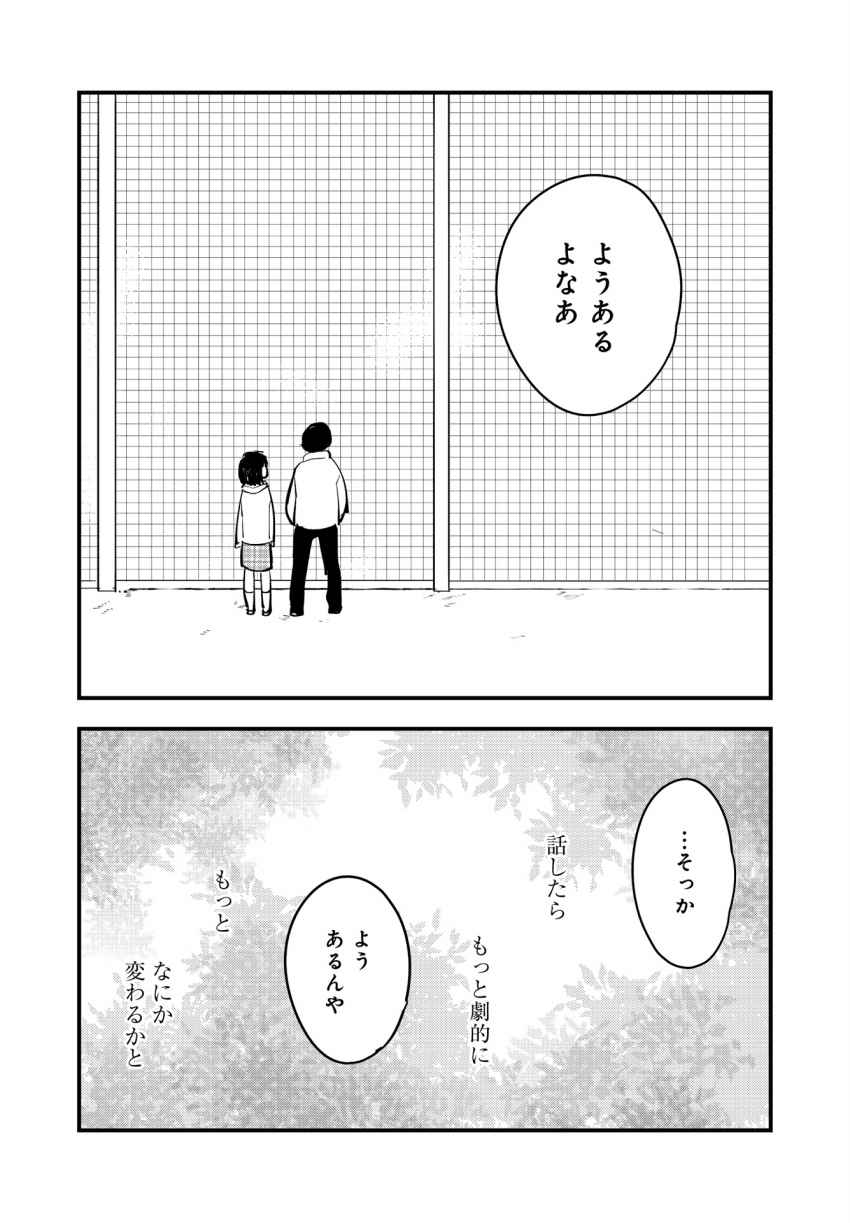 ようある
よなあ
…そっか
話したら
もっと劇的に
よう
あるんや
もっと
なにか
変わるかと